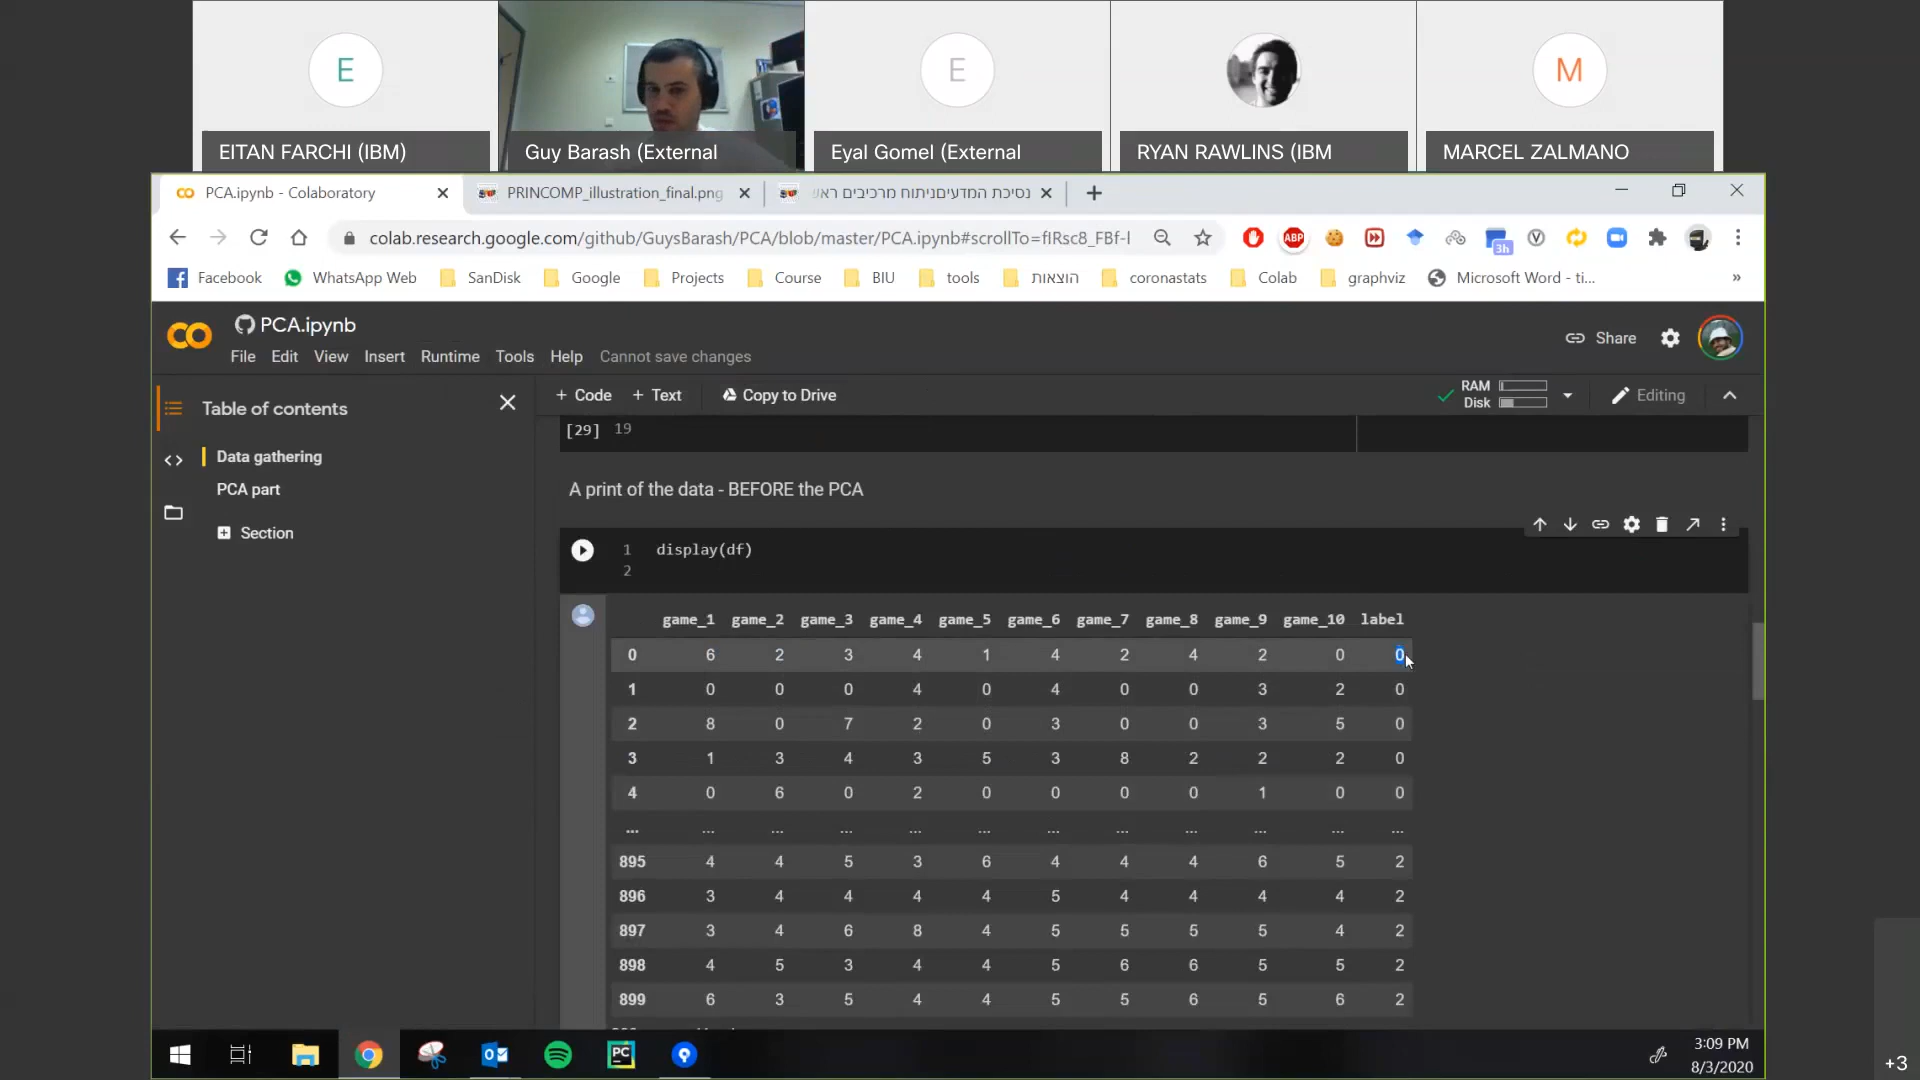 E
EITAN FARCHI (IBM)
Guy Barash (External
E
Eyal Gomel (External
RYAN RAWLINS (IBM
M
MARCEL ZALMANO
PCA.ipynb - Colaboratory
PRINCOMP_illustration_final.png
נסיכת המדעיםניתוח מרכיבים ראש
colab.research.google.com/github/GuysBarash/PCA/blob/master/PCA.ipynb#scrollTo=fIRsc8_FBf-l
ABP
3h
Facebook
WhatsApp Web
SanDisk
Google
Projects
Course
BIU
tools
הוצאות
coronastats
Colab
graphviz
Microsoft Word - ti...
»
PCA.ipynb
File Edit View Insert Runtime Tools Help Cannot save changes
Share
Table of contents
Data gathering
PCA part
Section
+ Code + Text Copy to Drive
RAM
Disk
Editing
[29] 19
A print of the data - BEFORE the PCA
1 display(df)
2
game_1 game_2 game_3 game_4 game_5 game_6 game_7 game_8 game_9 game_10 label
0 6 2 3 4 1 4 2 4 2 0 0
1 0 0 0 4 0 4 0 0 3 2 0
2 8 0 7 2 0 3 0 0 3 5 0
3 1 3 4 3 5 3 8 2 2 2 0
4 0 6 0 2 0 0 0 0 1 0 0
... ... ... ... ... ... ... ... ... ... ... ...
895 4 4 5 3 6 4 4 4 6 5 2
896 3 4 4 4 4 5 4 4 4 4 2
897 3 4 6 8 4 5 5 5 5 4 2
898 4 5 3 4 4 5 6 6 5 5 2
899 6 3 5 4 4 5 5 6 5 6 2
PC
3:09 PM
8/3/2020
+3